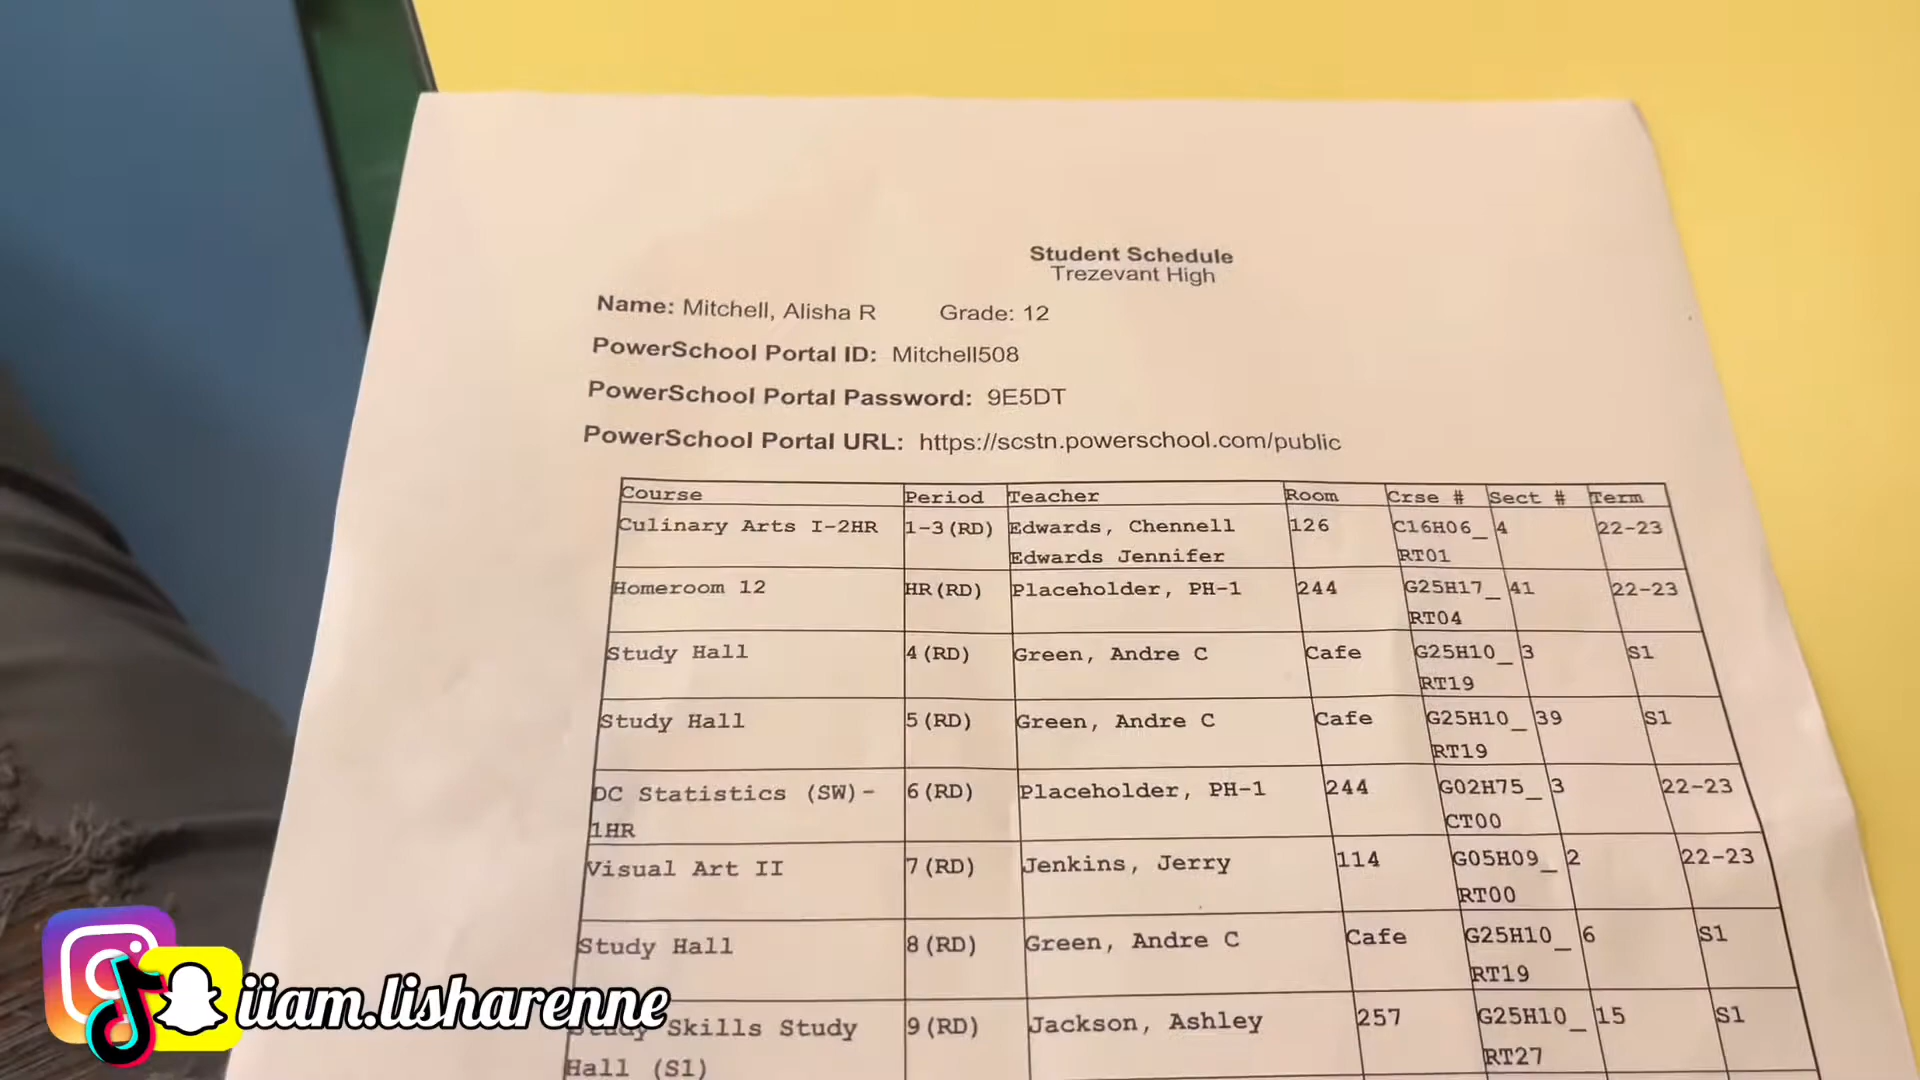 Student Schedule
Trezevant High
Name: Mitchell, Alisha R Grade: 12
PowerSchool Portal ID: Mitchell508
PowerSchool Portal Password: 9E5DT
PowerSchool Portal URL: https://scstn.powerschool.com/public
Course Period Teacher Room Crse # Sect # Term
Culinary Arts I-2HR 1-3(RD) Edwards, Chennell 126 C16H06_ 4 22-23
Edwards Jennifer RT01
Homeroom 12 HR(RD) Placeholder, PH-1 244 G25H17_ 41 22-23
RT04
Study Hall 4(RD) Green, Andre C Cafe G25H10_ 3 S1
RT19
Study Hall 5(RD) Green, Andre C Cafe G25H10_ 39 S1
RT19
DC Statistics (SW)- 6(RD) Placeholder, PH-1 244 G02H75_ 3 22-23
1HR CT00
Visual Art II 7(RD) Jenkins, Jerry 114 G05H09_ 2 22-23
RT00
Study Hall 8(RD) Green, Andre C Cafe G25H10_ 6 S1
RT19
Study Skills Study 9(RD) Jackson, Ashley 257 G25H10_ 15 S1
Hall (S1) RT27
iiam.lisharenne